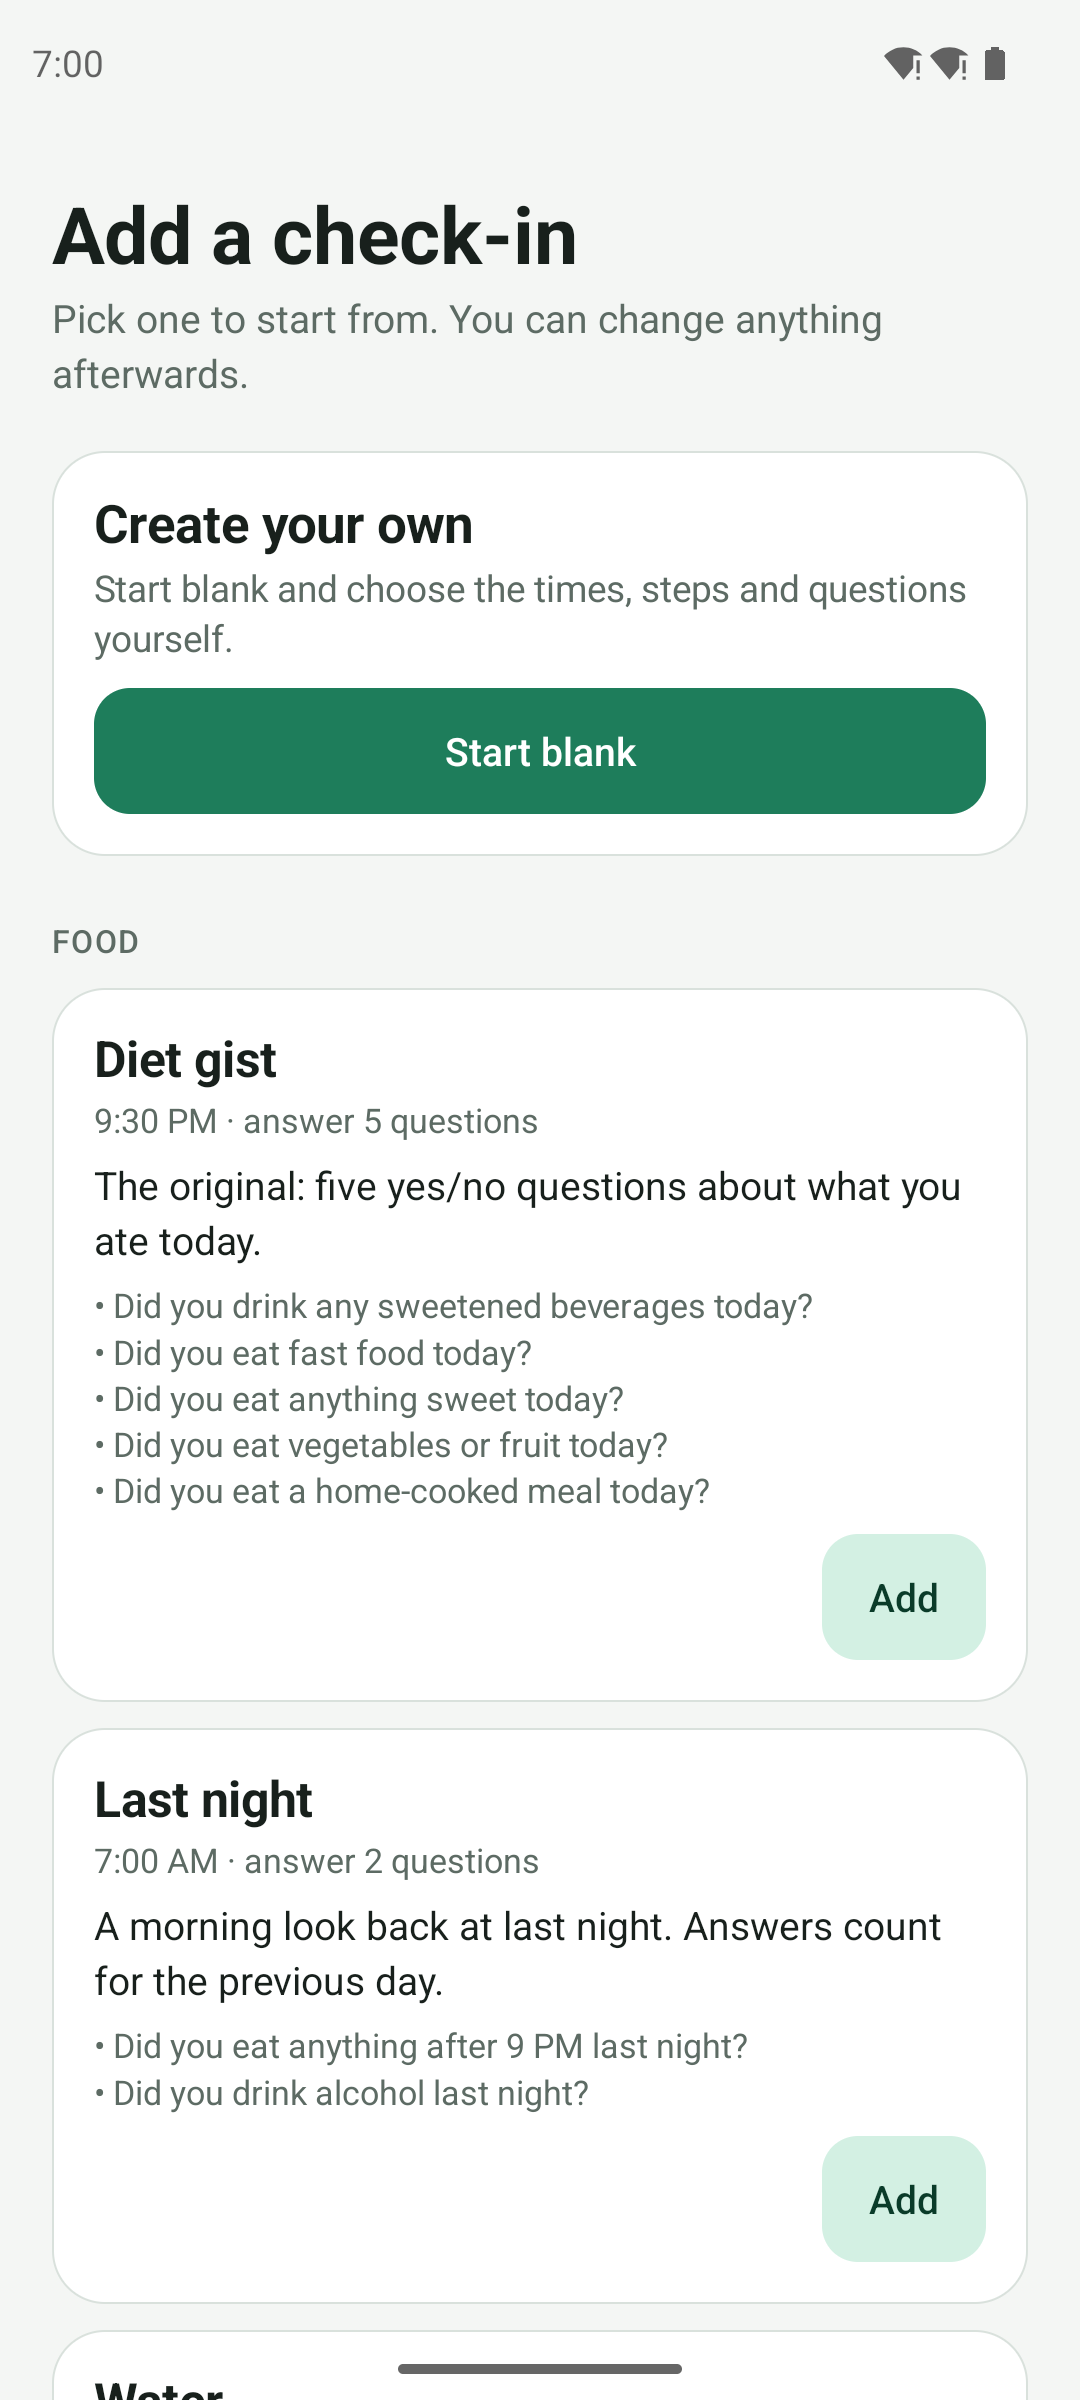 7:00
Add a check-in
Pick one to start from. You can change anything
afterwards.
Create your own
Start blank and choose the times, steps and questions
yourself.
Start blank
FOOD
Diet gist
9:30 PM · answer 5 questions
The original: five yes/no questions about what you
ate today.
• Did you drink any sweetened beverages today?
• Did you eat fast food today?
• Did you eat anything sweet today?
• Did you eat vegetables or fruit today?
• Did you eat a home-cooked meal today?
Add
Last night
7:00 AM · answer 2 questions
A morning look back at last night. Answers count
for the previous day.
• Did you eat anything after 9 PM last night?
• Did you drink alcohol last night?
Add
Water